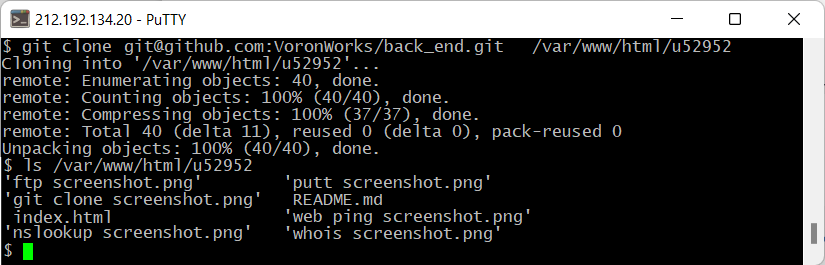 212.192.134.20 - PuTTY
$ git clone git@github.com:VoronWorks/back_end.git   /var/www/html/u52952
Cloning into '/var/www/html/u52952'...
remote: Enumerating objects: 40, done.
remote: Counting objects: 100% (40/40), done.
remote: Compressing objects: 100% (37/37), done.
remote: Total 40 (delta 11), reused 0 (delta 0), pack-reused 0
Unpacking objects: 100% (40/40), done.
$ ls /var/www/html/u52952
'ftp screenshot.png'         'putt screenshot.png'
'git clone screenshot.png'   README.md
index.html                  'web ping screenshot.png'
'nslookup screenshot.png'    'whois screenshot.png'
$